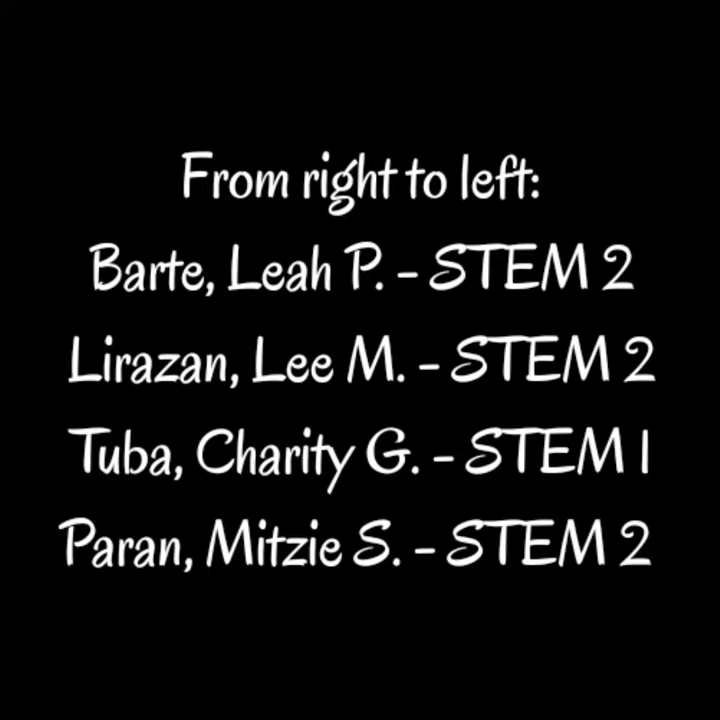 From right to left:
Barte, Leah P. - STEM 2
Lirazan, Lee M. - STEM 2
Tuba, Charity G. - STEM 1
Paran, Mitzie S. - STEM 2